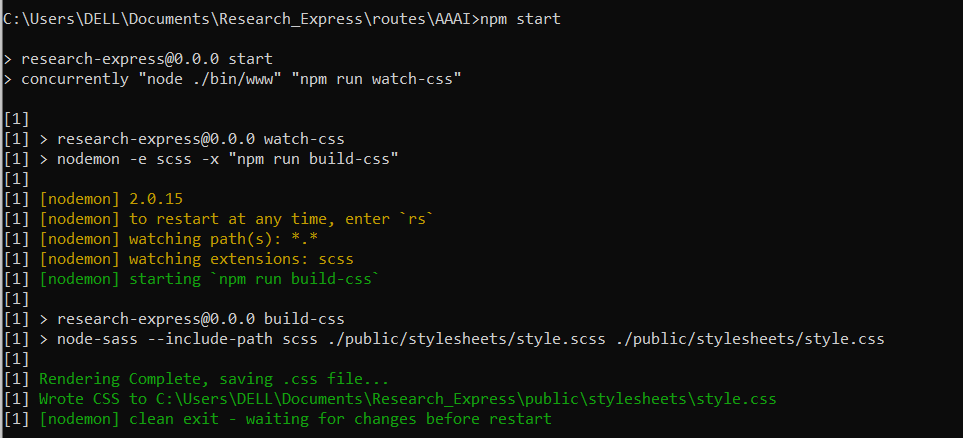 C:\Users\DELL\Documents\Research_Express\routes\AAAI>npm start
> research-express@0.0.0 start
> concurrently "node ./bin/www" "npm run watch-css"
[1]
[1] > research-express@0.0.0 watch-css
[1] > nodemon -e scss -x "npm run build-css"
[1]
[1] [nodemon] 2.0.15
[1] [nodemon] to restart at any time, enter `rs`
[1] [nodemon] watching path(s): *.*
[1] [nodemon] watching extensions: scss
[1] [nodemon] starting `npm run build-css`
[1]
[1] > research-express@0.0.0 build-css
[1] > node-sass --include-path scss ./public/stylesheets/style.scss ./public/stylesheets/style.css
[1]
[1] Rendering Complete, saving .css file...
[1] Wrote CSS to C:\Users\DELL\Documents\Research_Express\public\stylesheets\style.css
[1] [nodemon] clean exit - waiting for changes before restart